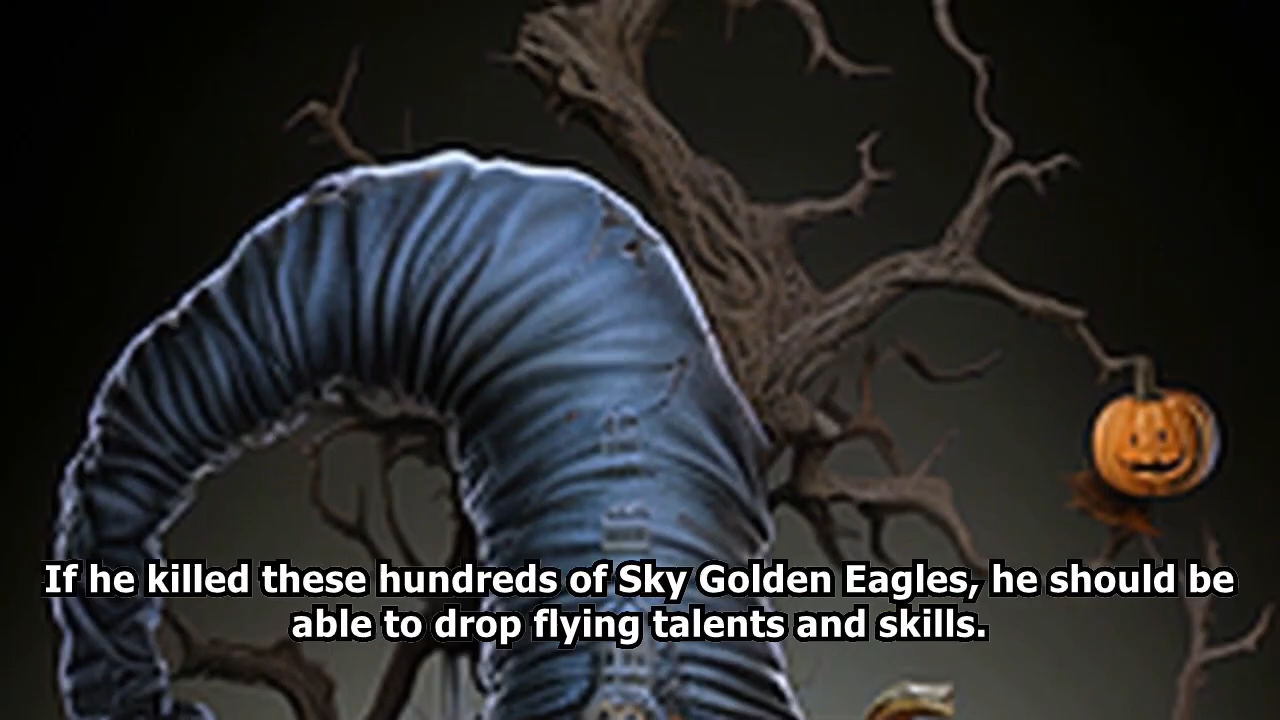 If he killed these hundreds of Sky Golden Eagles, he should be
able to drop flying talents and skills.